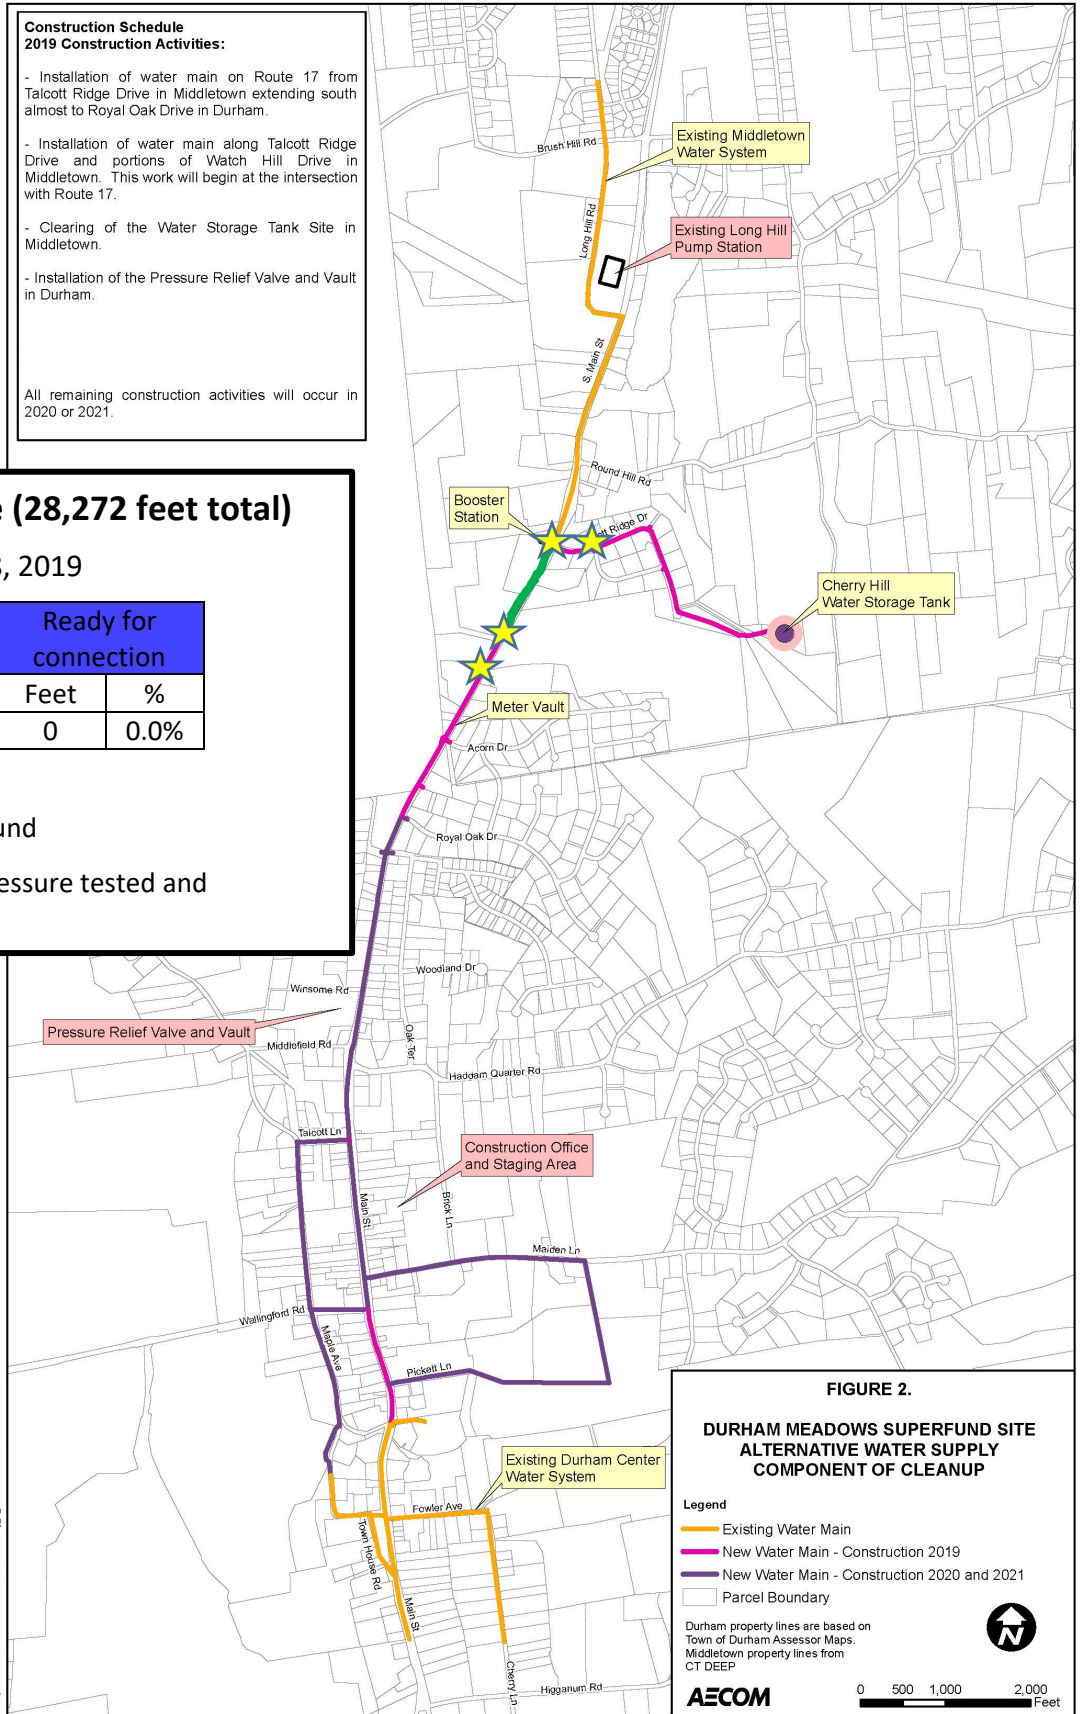 Construction Schedule
2019 Construction Activities:
- Installation of water main on Route 17 from
Talcott Ridge Drive in Middletown extending south
almost to Royal Oak Drive in Durham.
- Installation of water main along Talcott Ridge
Drive and portions of Watch Hill Drive in
Middletown. This work will begin at the intersection
with Route 17.
- Clearing of the Water Storage Tank Site in
Middletown.
- Installation of the Pressure Relief Valve and Vault
in Durham.
All remaining construction activities will occur in
2020 or 2021.
(28,272 feet total)
, 2019
Ready for
connection
Feet %
0 0.0%
essure tested and
Brush Hill Rd
Existing Middletown
Water System
Long Hill Rd
Existing Long Hill
Pump Station
S. Main St
Round Hill Rd
Booster
Station
Ridge Dr
Cherry Hill
Water Storage Tank
Meter Vault
Acorn Dr
Royal Oak Dr
Woodland Dr
Winsome Rd
Pressure Relief Valve and Vault
Middlefield Rd
Oak Ter
Haddam Quarter Rd
Talcott Ln
Construction Office
and Staging Area
Main St
Brick Ln
Maiden Ln
Wallingford Rd
Maple Ave
Pickett Ln
Existing Durham Center
Water System
Fowler Ave
Town House Rd
Main St
Cherry Ln
Higganum Rd
FIGURE 2.
DURHAM MEADOWS SUPERFUND SITE
ALTERNATIVE WATER SUPPLY
COMPONENT OF CLEANUP
Legend
Existing Water Main
New Water Main - Construction 2019
New Water Main - Construction 2020 and 2021
Parcel Boundary
Durham property lines are based on
Town of Durham Assessor Maps.
Middletown property lines from
CT DEEP
N
AECOM
0 500 1,000 2,000
Feet